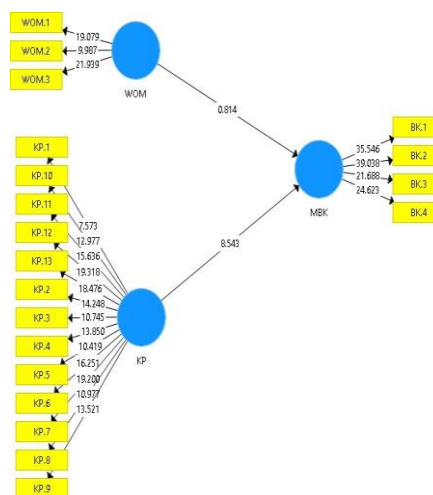 WOM.1
WOM.2
WOM.3
19.079
9.987
21.939
WOM
0.814
KP.1
KP.10
KP.11
KP.12
KP.13
KP.2
KP.3
KP.4
KP.5
KP.6
KP.7
KP.8
KP.9
7.573
12.977
15.636
19.318
18.476
14.248
10.745
13.850
10.419
16.251
19.200
10.977
13.521
KP
8.543
MBK
35.546
39.038
21.688
24.623
BK.1
BK.2
BK.3
BK.4